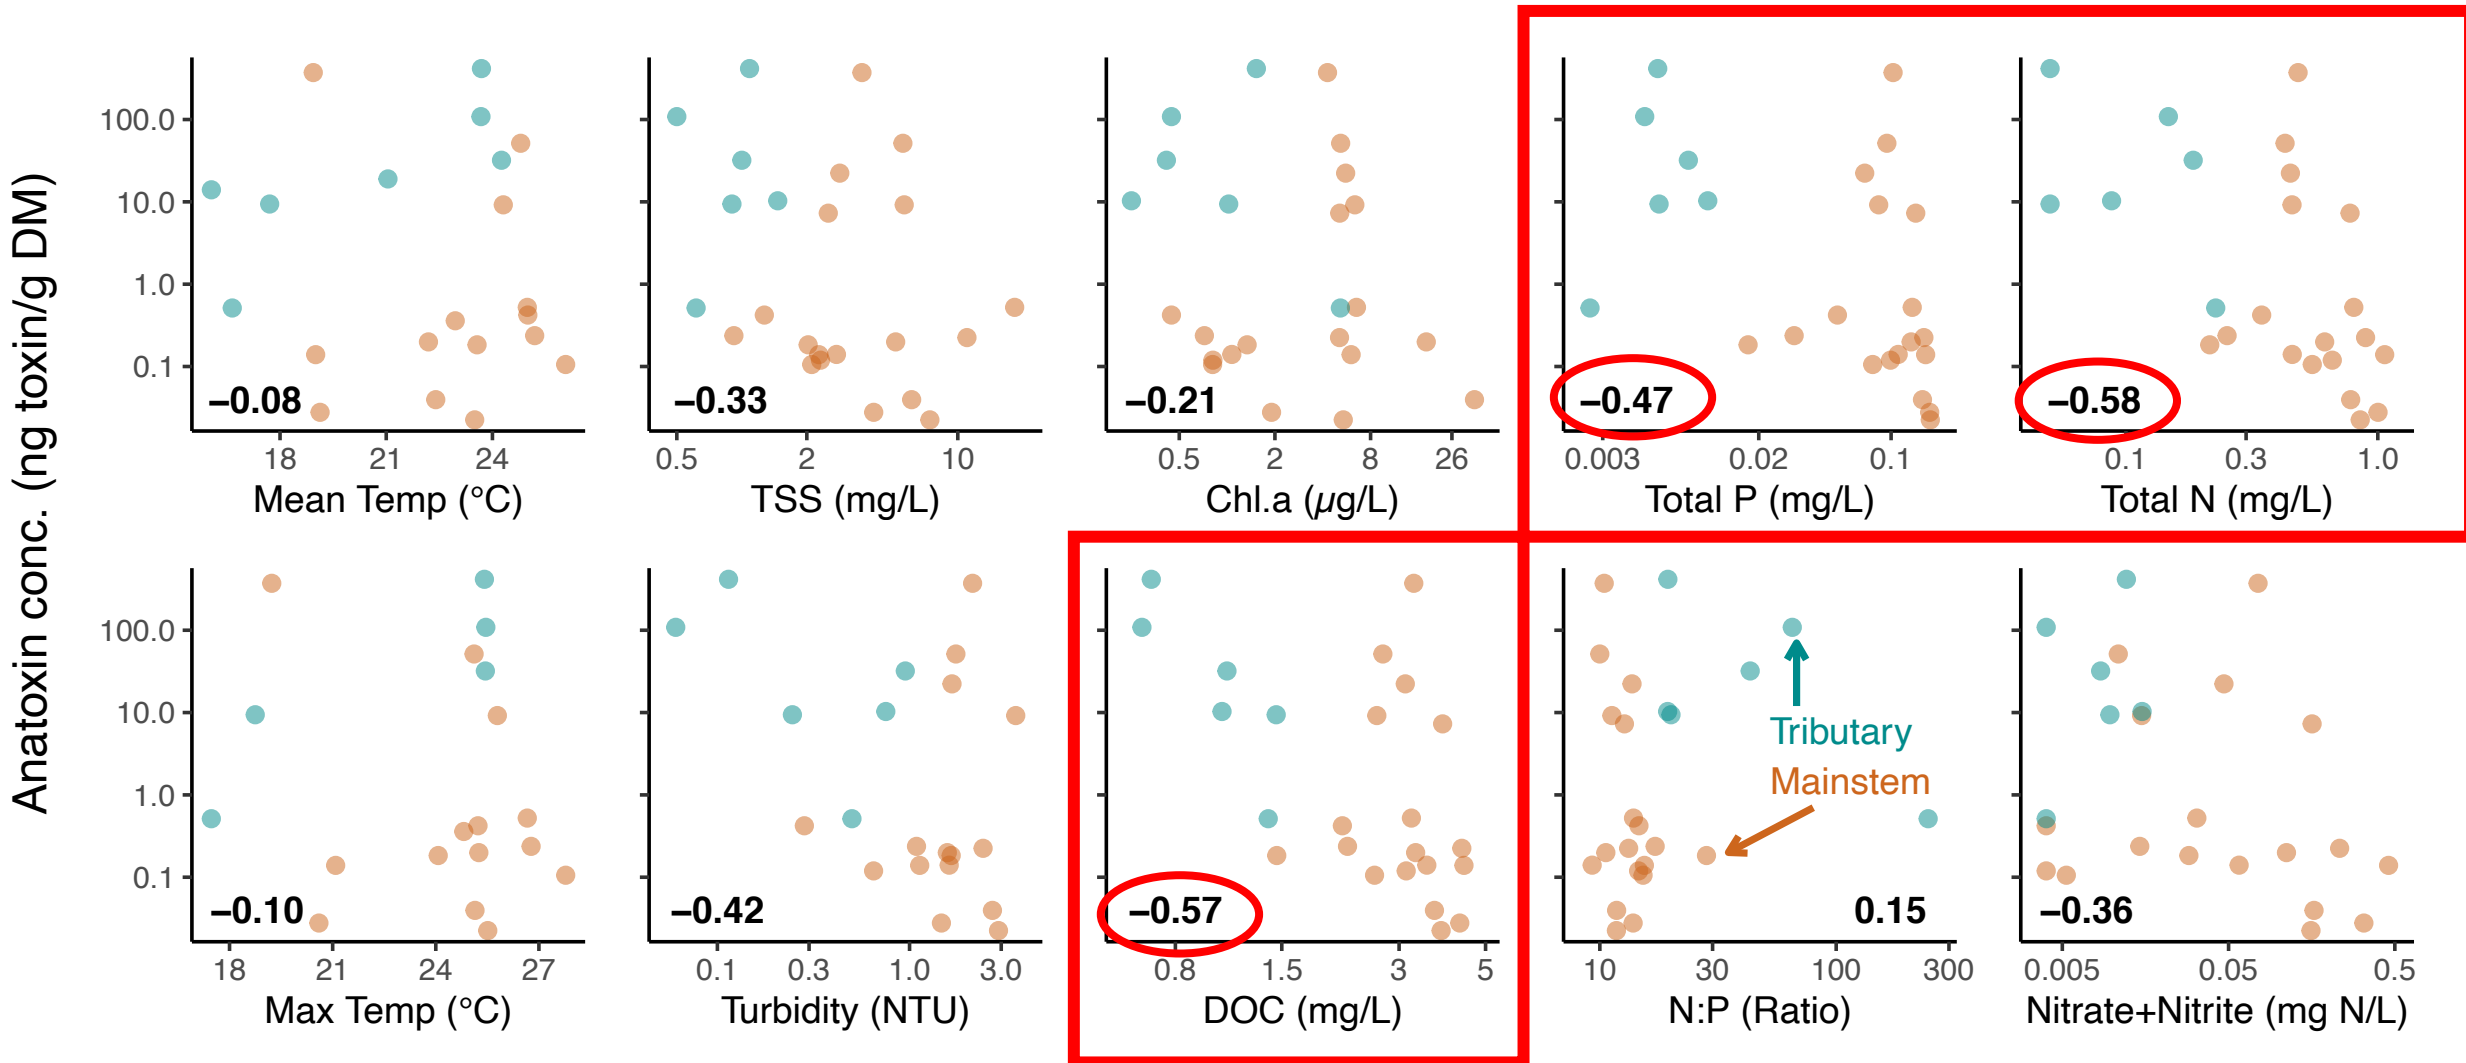 Anatoxin conc. (ng toxin/g DM)
100.0
10.0
1.0
0.1
−0.08
18 21 24
Mean Temp (°C)
−0.33
0.5 2 10
TSS (mg/L)
−0.21
0.5 2 8 26
Chl.a (µg/L)
−0.47
0.003 0.02 0.1
Total P (mg/L)
−0.58
0.1 0.3 1.0
Total N (mg/L)
100.0
10.0
1.0
0.1
−0.10
18 21 24 27
Max Temp (°C)
−0.42
0.1 0.3 1.0 3.0
Turbidity (NTU)
−0.57
0.8 1.5 3 5
DOC (mg/L)
Tributary
Mainstem
0.15
10 30 100 300
N:P (Ratio)
−0.36
0.005 0.05 0.5
Nitrate+Nitrite (mg N/L)